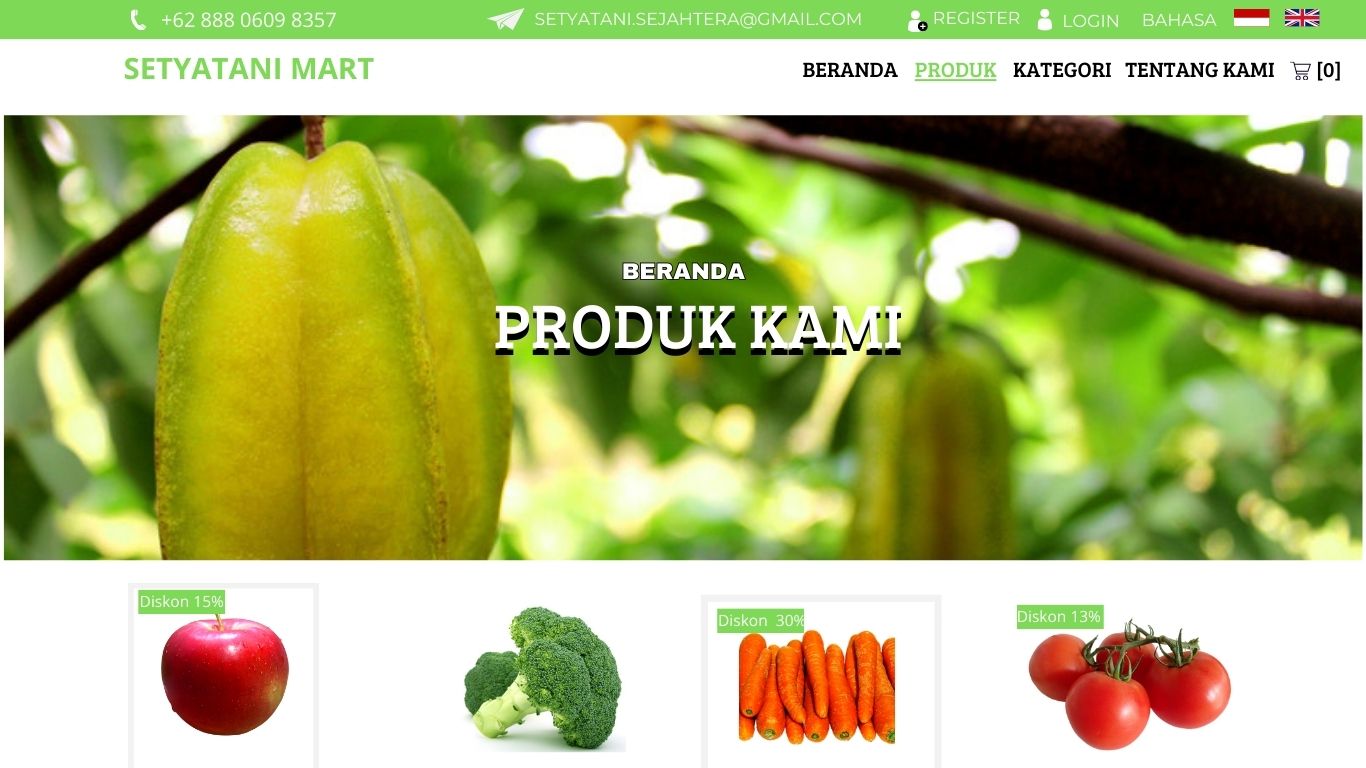 +62 888 0609 8357 SETYATANI.SEJAHTERA@GMAIL.COM REGISTER LOGIN BAHASA
SETYATANI MART BERANDA PRODUK KATEGORI TENTANG KAMI [0]
BERANDA
PRODUK KAMI
Diskon 15%
Diskon 30%
Diskon 13%